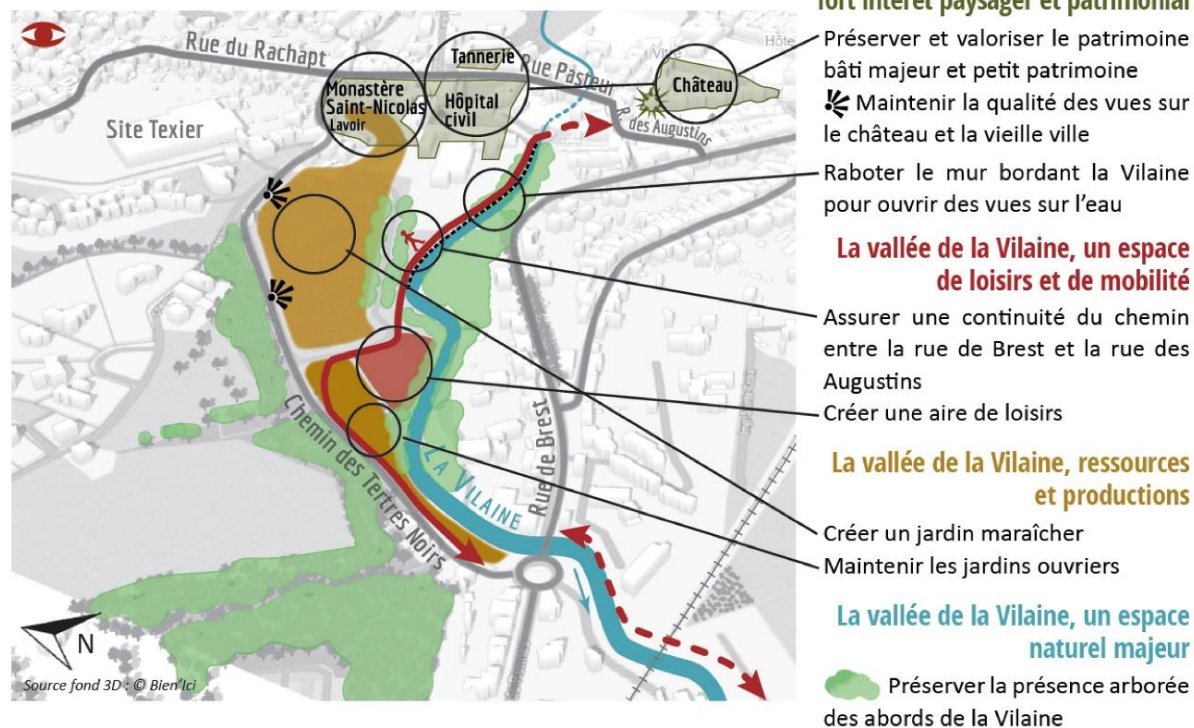 fort intérêt paysager et patrimonial
Préserver et valoriser le patrimoine
bâti majeur et petit patrimoine
Maintenir la qualité des vues sur
le château et la vieille ville
Raboter le mur bordant la Vilaine
pour ouvrir des vues sur l'eau
La vallée de la Vilaine, un espace
de loisirs et de mobilité
Assurer une continuité du chemin
entre la rue de Brest et la rue des
Augustins
Créer une aire de loisirs
La vallée de la Vilaine, ressources
et productions
Créer un jardin maraîcher
Maintenir les jardins ouvriers
La vallée de la Vilaine, un espace
naturel majeur
Préserver la présence arborée
des abords de la Vilaine
Rue du Rachapt
Tannerie
Rue Pasteur
Vitré
Hôte
Monastère
Saint-Nicolas
Lavoir
Hôpital
civil
Château
R. des Augustins
Site Texier
Chemin des Tertres Noirs
LA VILAINE
Rue de Brest
N
Source fond 3D : © Bien'Ici